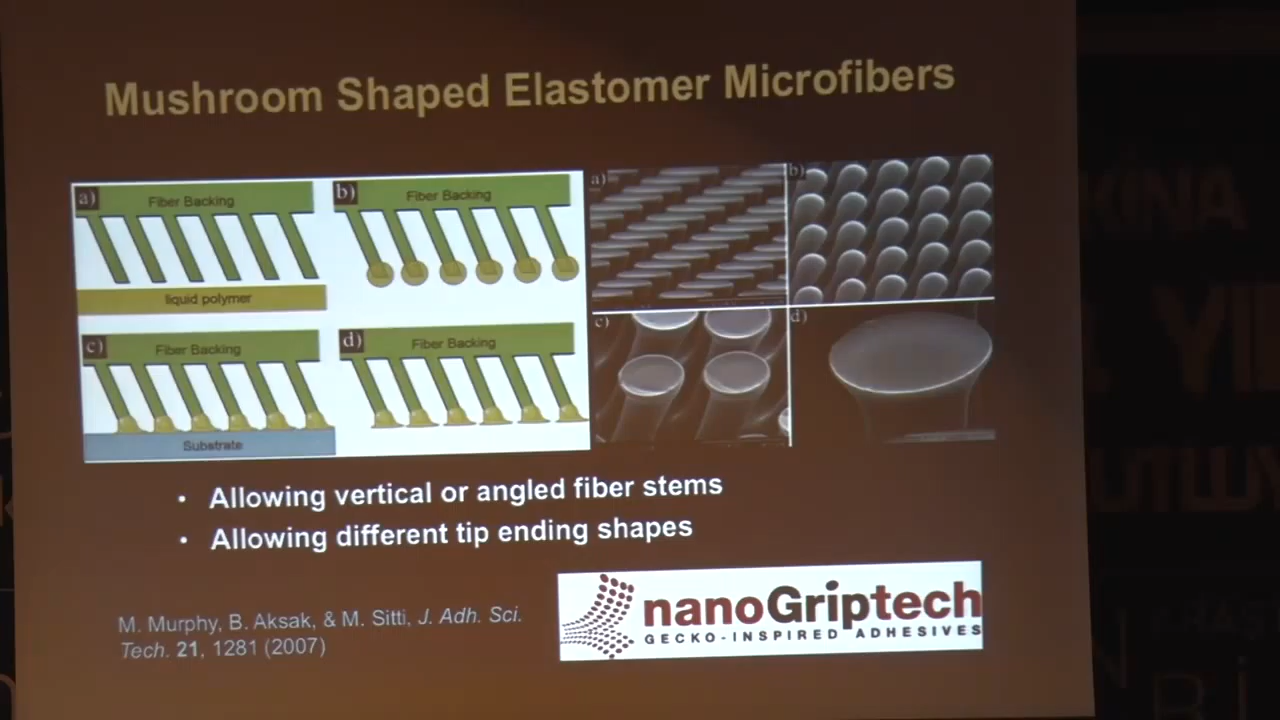 Mushroom Shaped Elastomer Microfibers
a)
Fiber Backing
liquid polymer
b)
Fiber Backing
c)
Fiber Backing
Substrate
d)
Fiber Backing
a)
b)
c)
d)
• Allowing vertical or angled fiber stems
• Allowing different tip ending shapes
M. Murphy, B. Aksak, & M. Sitti, J. Adh. Sci.
Tech. 21, 1281 (2007)
nanoGriptech
GECKO-INSPIRED ADHESIVES